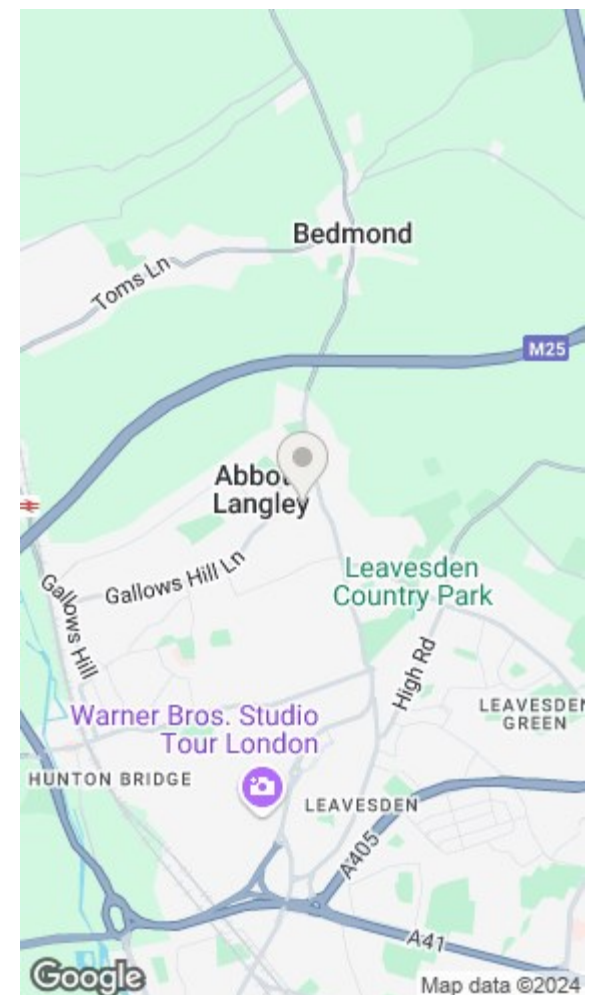 Bedmond
Toms Ln
M25
Abbot
Langley
Gallows Hill Ln
Gallows Hill
Leavesden
Country Park
High Rd
LEAVESDEN
GREEN
Warner Bros. Studio
Tour London
HUNTON BRIDGE
LEAVESDEN
A405
A41
Google
Map data ©2024